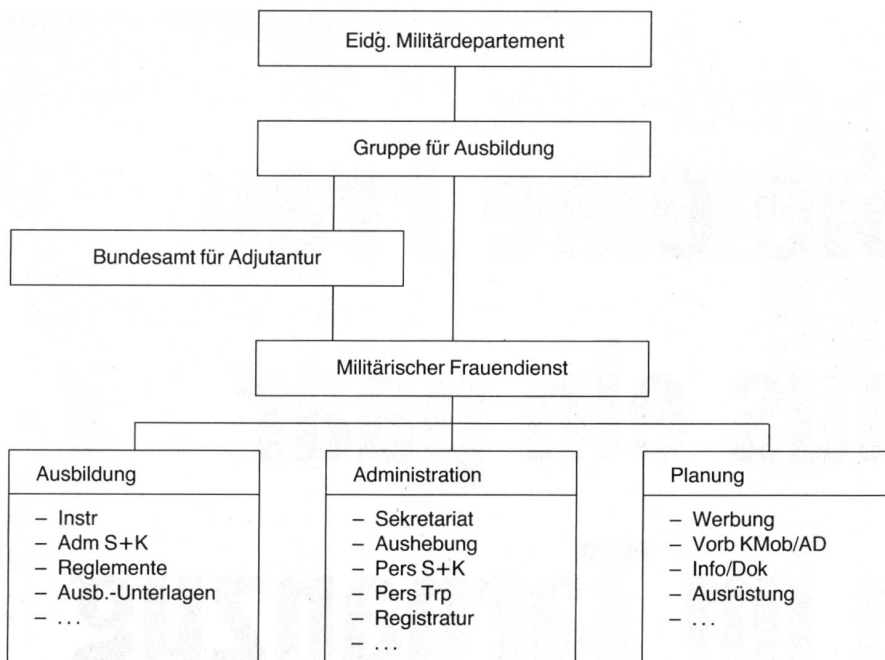 Eidg. Militärdepartement
Gruppe für Ausbildung
Bundesamt für Adjutantur
Militärischer Frauendienst
Ausbildung
– Instr
– Adm S+K
– Reglemente
– Ausb.-Unterlagen
– ...
Administration
– Sekretariat
– Aushebung
– Pers S+K
– Pers Trp
– Registratur
– ...
Planung
– Werbung
– Vorb KMob/AD
– Info/Dok
– Ausrüstung
– ...